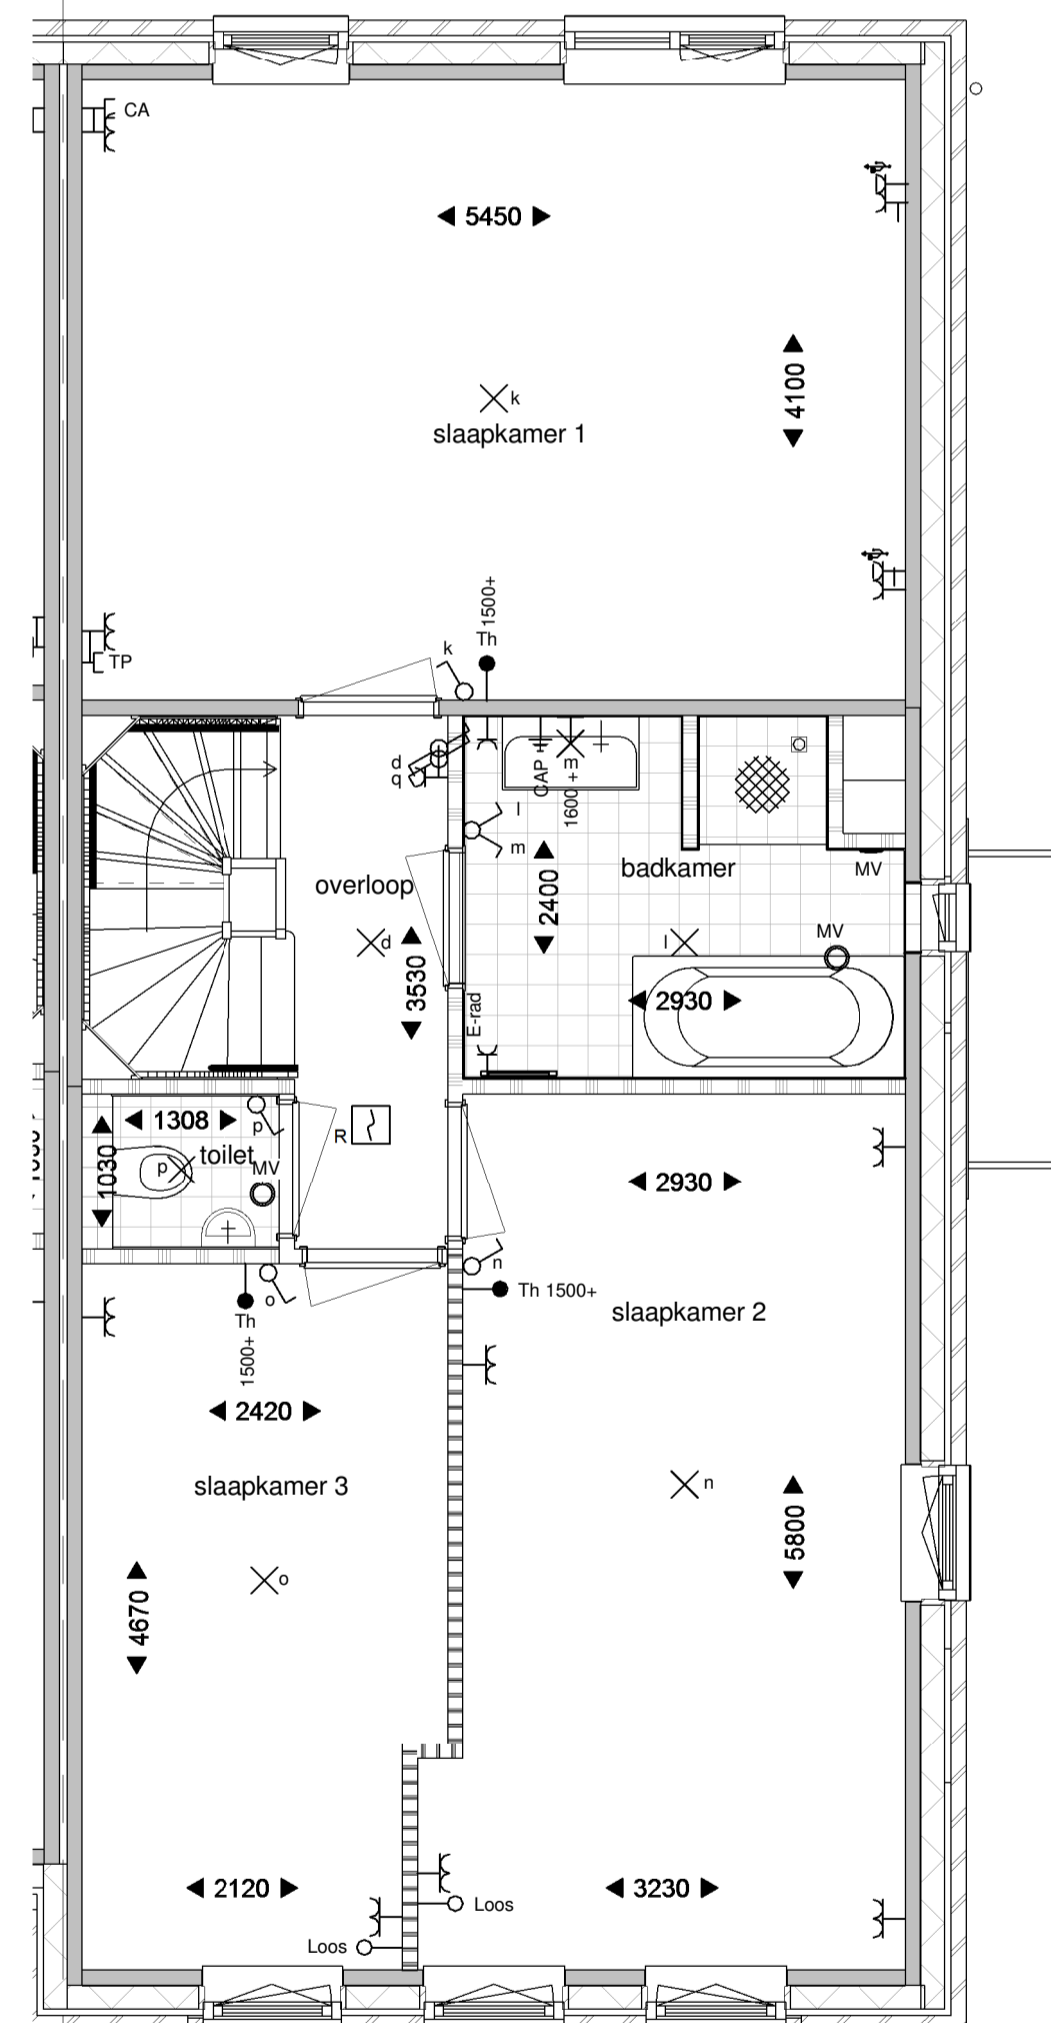 CA
5450
4100
k
slaapkamer 1
1500+
Th
k
TP
d
q
CAP
1600 + m
l
m
badkamer
MV
overloop
2400
d
3530
l
MV
2930
E-rad
1308
p
R
toilet
p
MV
1030
2930
n
Th 1500+
slaapkamer 2
o
Th
1500+
2420
slaapkamer 3
n
5800
o
4670
2120
3230
Loos
Loos